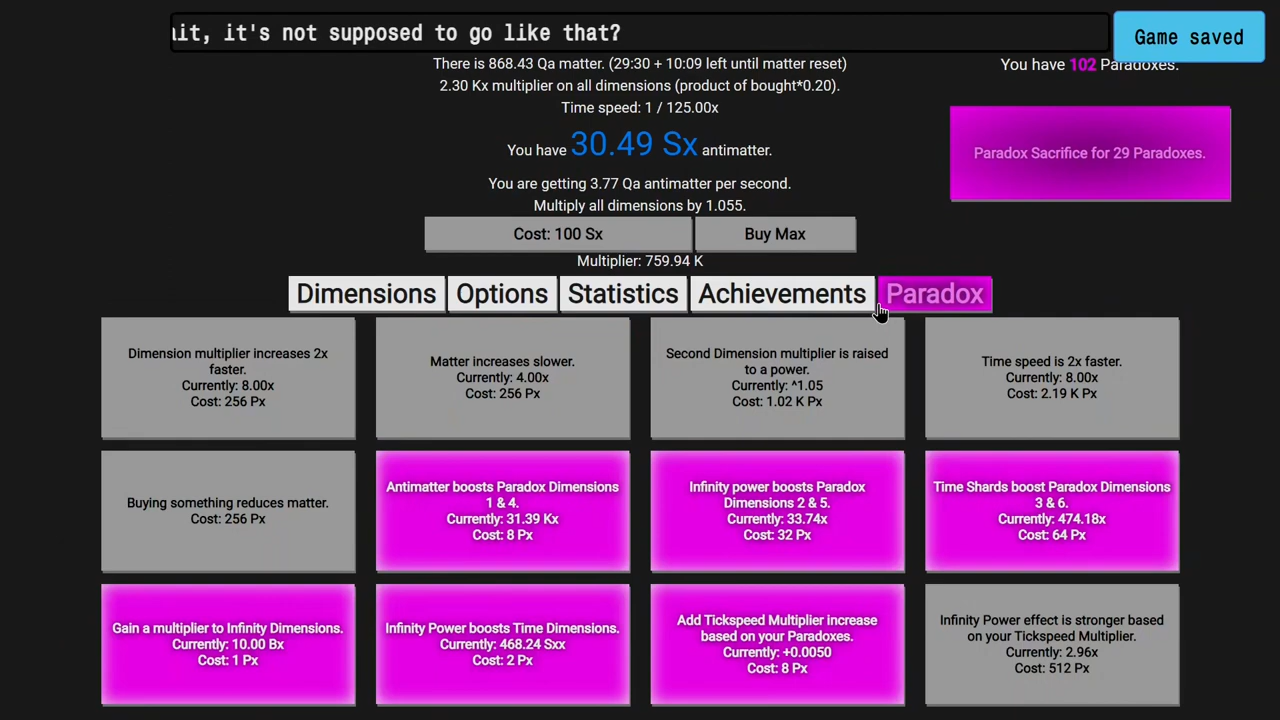 it, it's not supposed to go like that?
Game saved
There is 868.43 Qa matter. (29:30 + 10:09 left until matter reset)
You have 102 Paradoxes.
2.30 Kx multiplier on all dimensions (product of bought*0.20).
Time speed: 1 / 125.00x
You have 30.49 Sx antimatter.
Paradox Sacrifice for 29 Paradoxes.
You are getting 3.77 Qa antimatter per second.
Multiply all dimensions by 1.055.
Cost: 100 Sx
Buy Max
Multiplier: 759.94 K
Dimensions
Options
Statistics
Achievements
Paradox
Dimension multiplier increases 2x
faster.
Currently: 8.00x
Cost: 256 Px
Matter increases slower.
Currently: 4.00x
Cost: 256 Px
Second Dimension multiplier is raised
to a power.
Currently: ^1.05
Cost: 1.02 K Px
Time speed is 2x faster.
Currently: 8.00x
Cost: 2.19 K Px
Buying something reduces matter.
Cost: 256 Px
Antimatter boosts Paradox Dimensions
1 & 4.
Currently: 31.39 Kx
Cost: 8 Px
Infinity power boosts Paradox
Dimensions 2 & 5.
Currently: 33.74x
Cost: 32 Px
Time Shards boost Paradox Dimensions
3 & 6.
Currently: 474.18x
Cost: 64 Px
Gain a multiplier to Infinity Dimensions.
Currently: 10.00 Bx
Cost: 1 Px
Infinity Power boosts Time Dimensions.
Currently: 468.24 Sxx
Cost: 2 Px
Add Tickspeed Multiplier increase
based on your Paradoxes.
Currently: +0.0050
Cost: 8 Px
Infinity Power effect is stronger based
on your Tickspeed Multiplier.
Currently: 2.96x
Cost: 512 Px